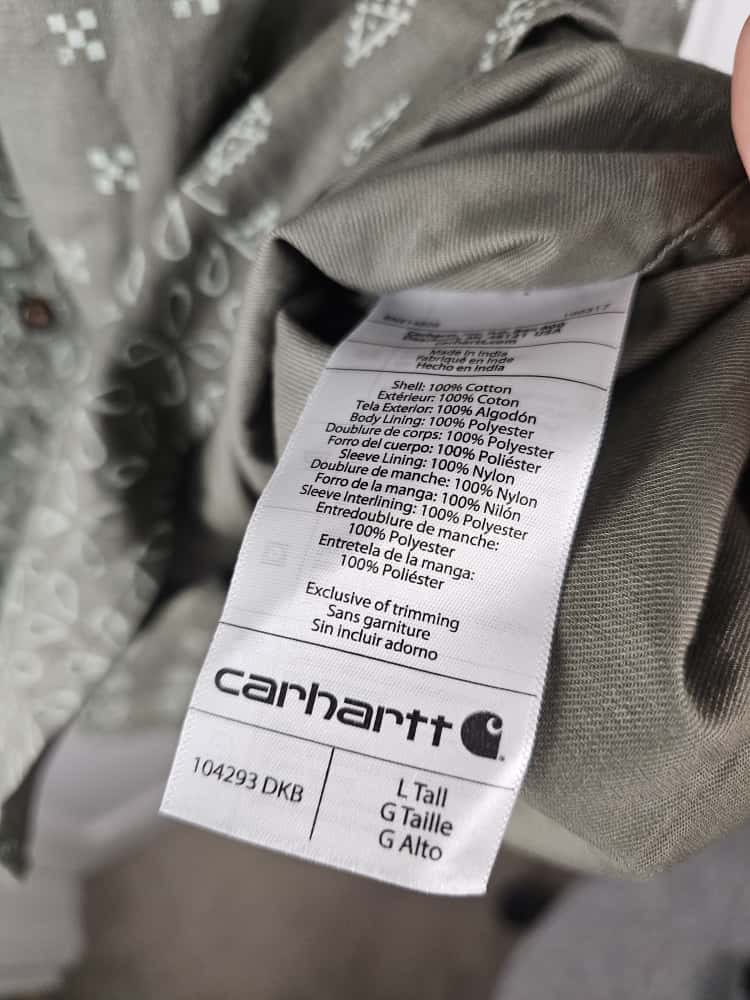 Made in India
Fabriqué en Inde
Hecho en India
Shell: 100% Cotton
Extérieur: 100% Coton
Tela Exterior: 100% Algodón
Body Lining: 100% Polyester
Doublure de corps: 100% Polyester
Forro del cuerpo: 100% Poliéster
Sleeve Lining: 100% Nylon
Doublure de manche: 100% Nylon
Forro de la manga: 100% Nilón
Sleeve Interlining: 100% Polyester
Entredoublure de manche:
100% Polyester
Entretela de la manga:
100% Poliéster
Exclusive of trimming
Sans garniture
Sin incluir adorno
carhartt
104293 DKB
L Tall
G Taille
G Alto